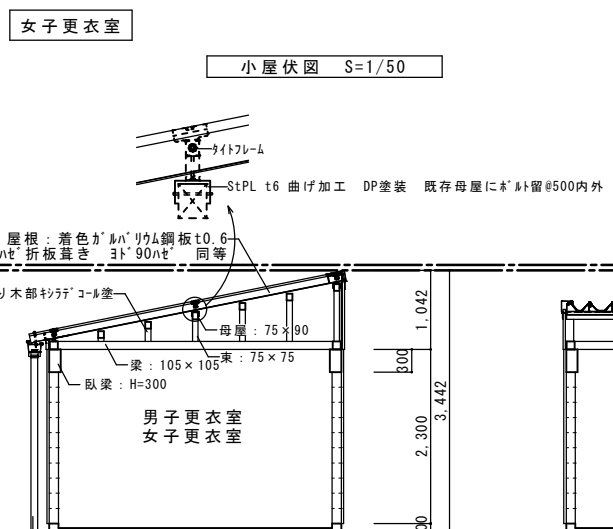 女子更衣室
小屋伏図 S=1/50
タイトフレーム
StPL t6 曲げ加工 DP塗装 既存母屋にボルト留@500内外
屋根：着色ガルバリウム鋼板t0.6
ハゼ折板葺き ヨド90ハゼ 同等
木部キシラデコール塗
母屋：75×90
梁：105×105
束：75×75
臥梁：H=300
男子更衣室
女子更衣室
1,042
300
3,442
2,300